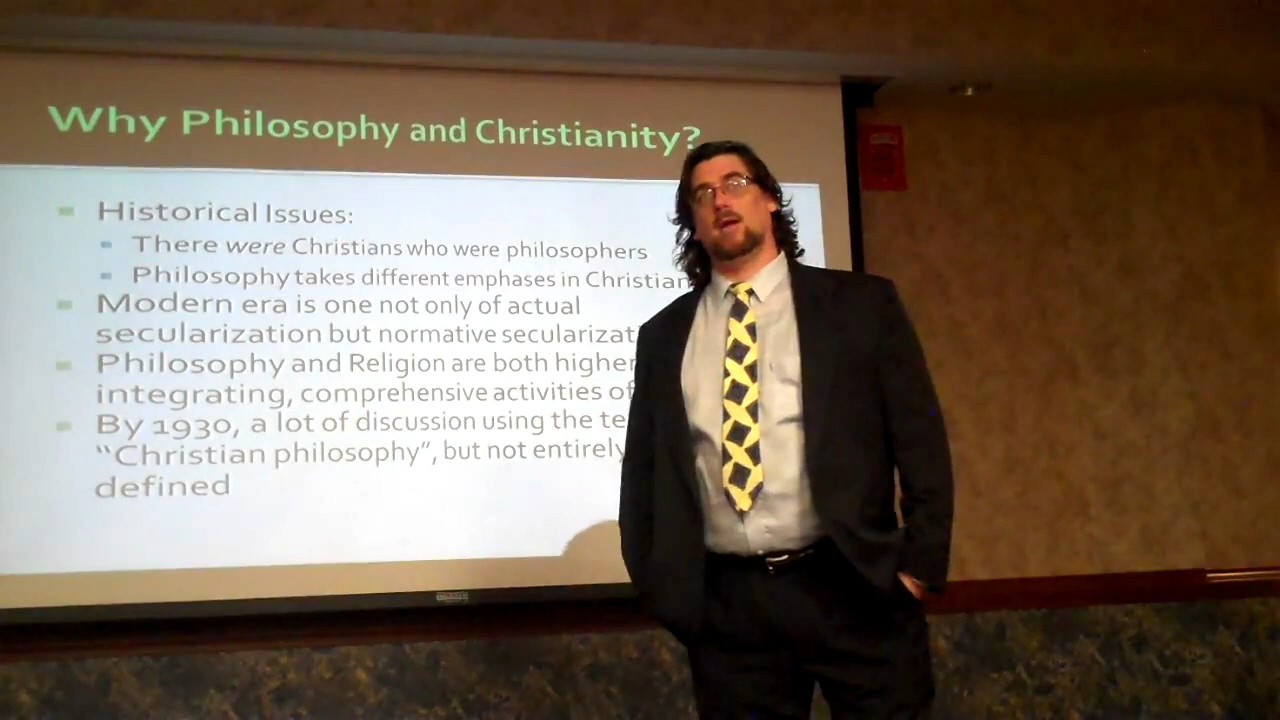 Why Philosophy and Christianity?
Historical Issues:
There were Christians who were philosophers
Philosophy takes different emphases in Christian
Modern era is one not only of actual
secularization but normative
Philosophy and Religion are both higher
integrating, comprehensive activities of
By 1930, a lot of discussion using the
“Christian philosophy”, but not entirely
defined